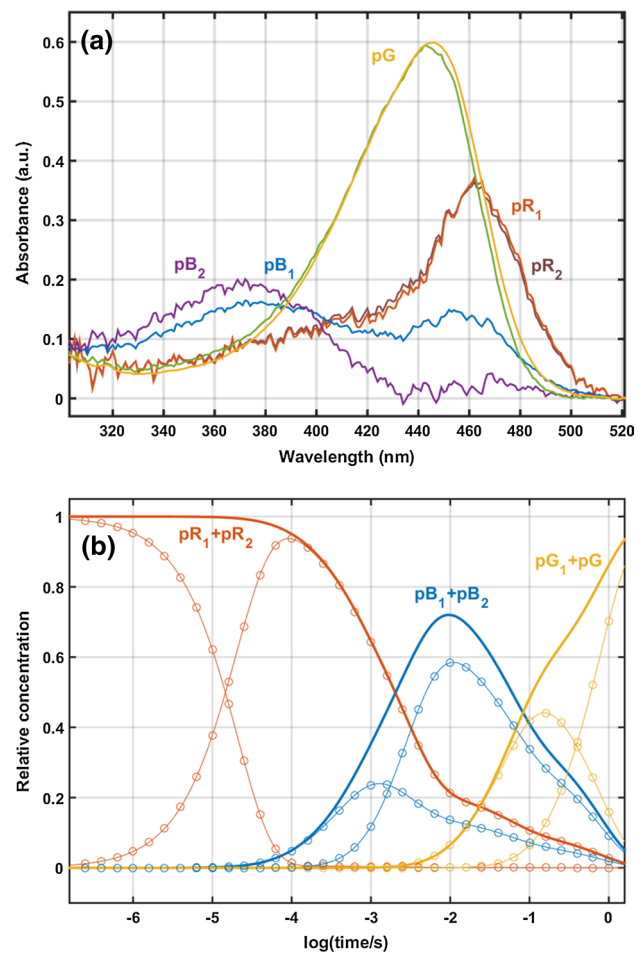 (a)
0.6
0.5
0.4
0.3
0.2
0.1
0
Absorbance (a.u.)
pG
pR1
pR2
pB2
pB1
320 340 360 380 400 420 440 460 480 500 520
Wavelength (nm)
(b)
1
0.8
0.6
0.4
0.2
0
Relative concentration
pR1+pR2
pG1+pG
pB1+pB2
-6 -5 -4 -3 -2 -1 0
log(time/s)